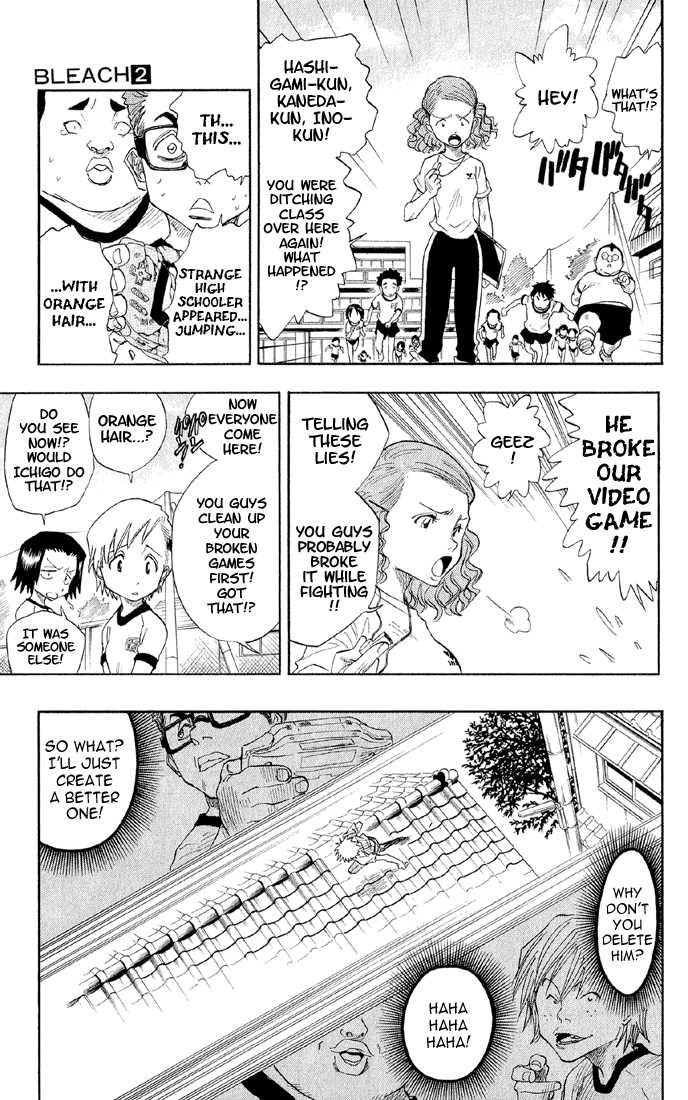 BLEACH 2
WHAT'S
THAT!?
HEY!
HASHI-
GAMI-KUN,
KANEDA-
KUN, INO-
KUN!
YOU WERE
DITCHING
CLASS
OVER HERE
AGAIN!
WHAT
HAPPENED
!?
TH...
THIS...
STRANGE
HIGH
SCHOOLER
APPEARED...
JUMPING...
...WITH
ORANGE
HAIR...
HE
BROKE
OUR
VIDEO
GAME
!!
GEEZ
!
TELLING
THESE
LIES!
YOU GUYS
PROBABLY
BROKE
IT WHILE
FIGHTING
!!
NOW
EVERYONE
COME
HERE!
YOU GUYS
CLEAN UP
YOUR
BROKEN
GAMES
FIRST!
GOT
THAT!?
ORANGE
HAIR...?
DO
YOU SEE
NOW!?
WOULD
ICHIGO DO
THAT!?
IT WAS
SOMEONE
ELSE!
SO WHAT?
I'LL JUST
CREATE
A BETTER
ONE!
WHY
DON'T
YOU
DELETE
HIM?
HAHA
HAHA
HAHA!